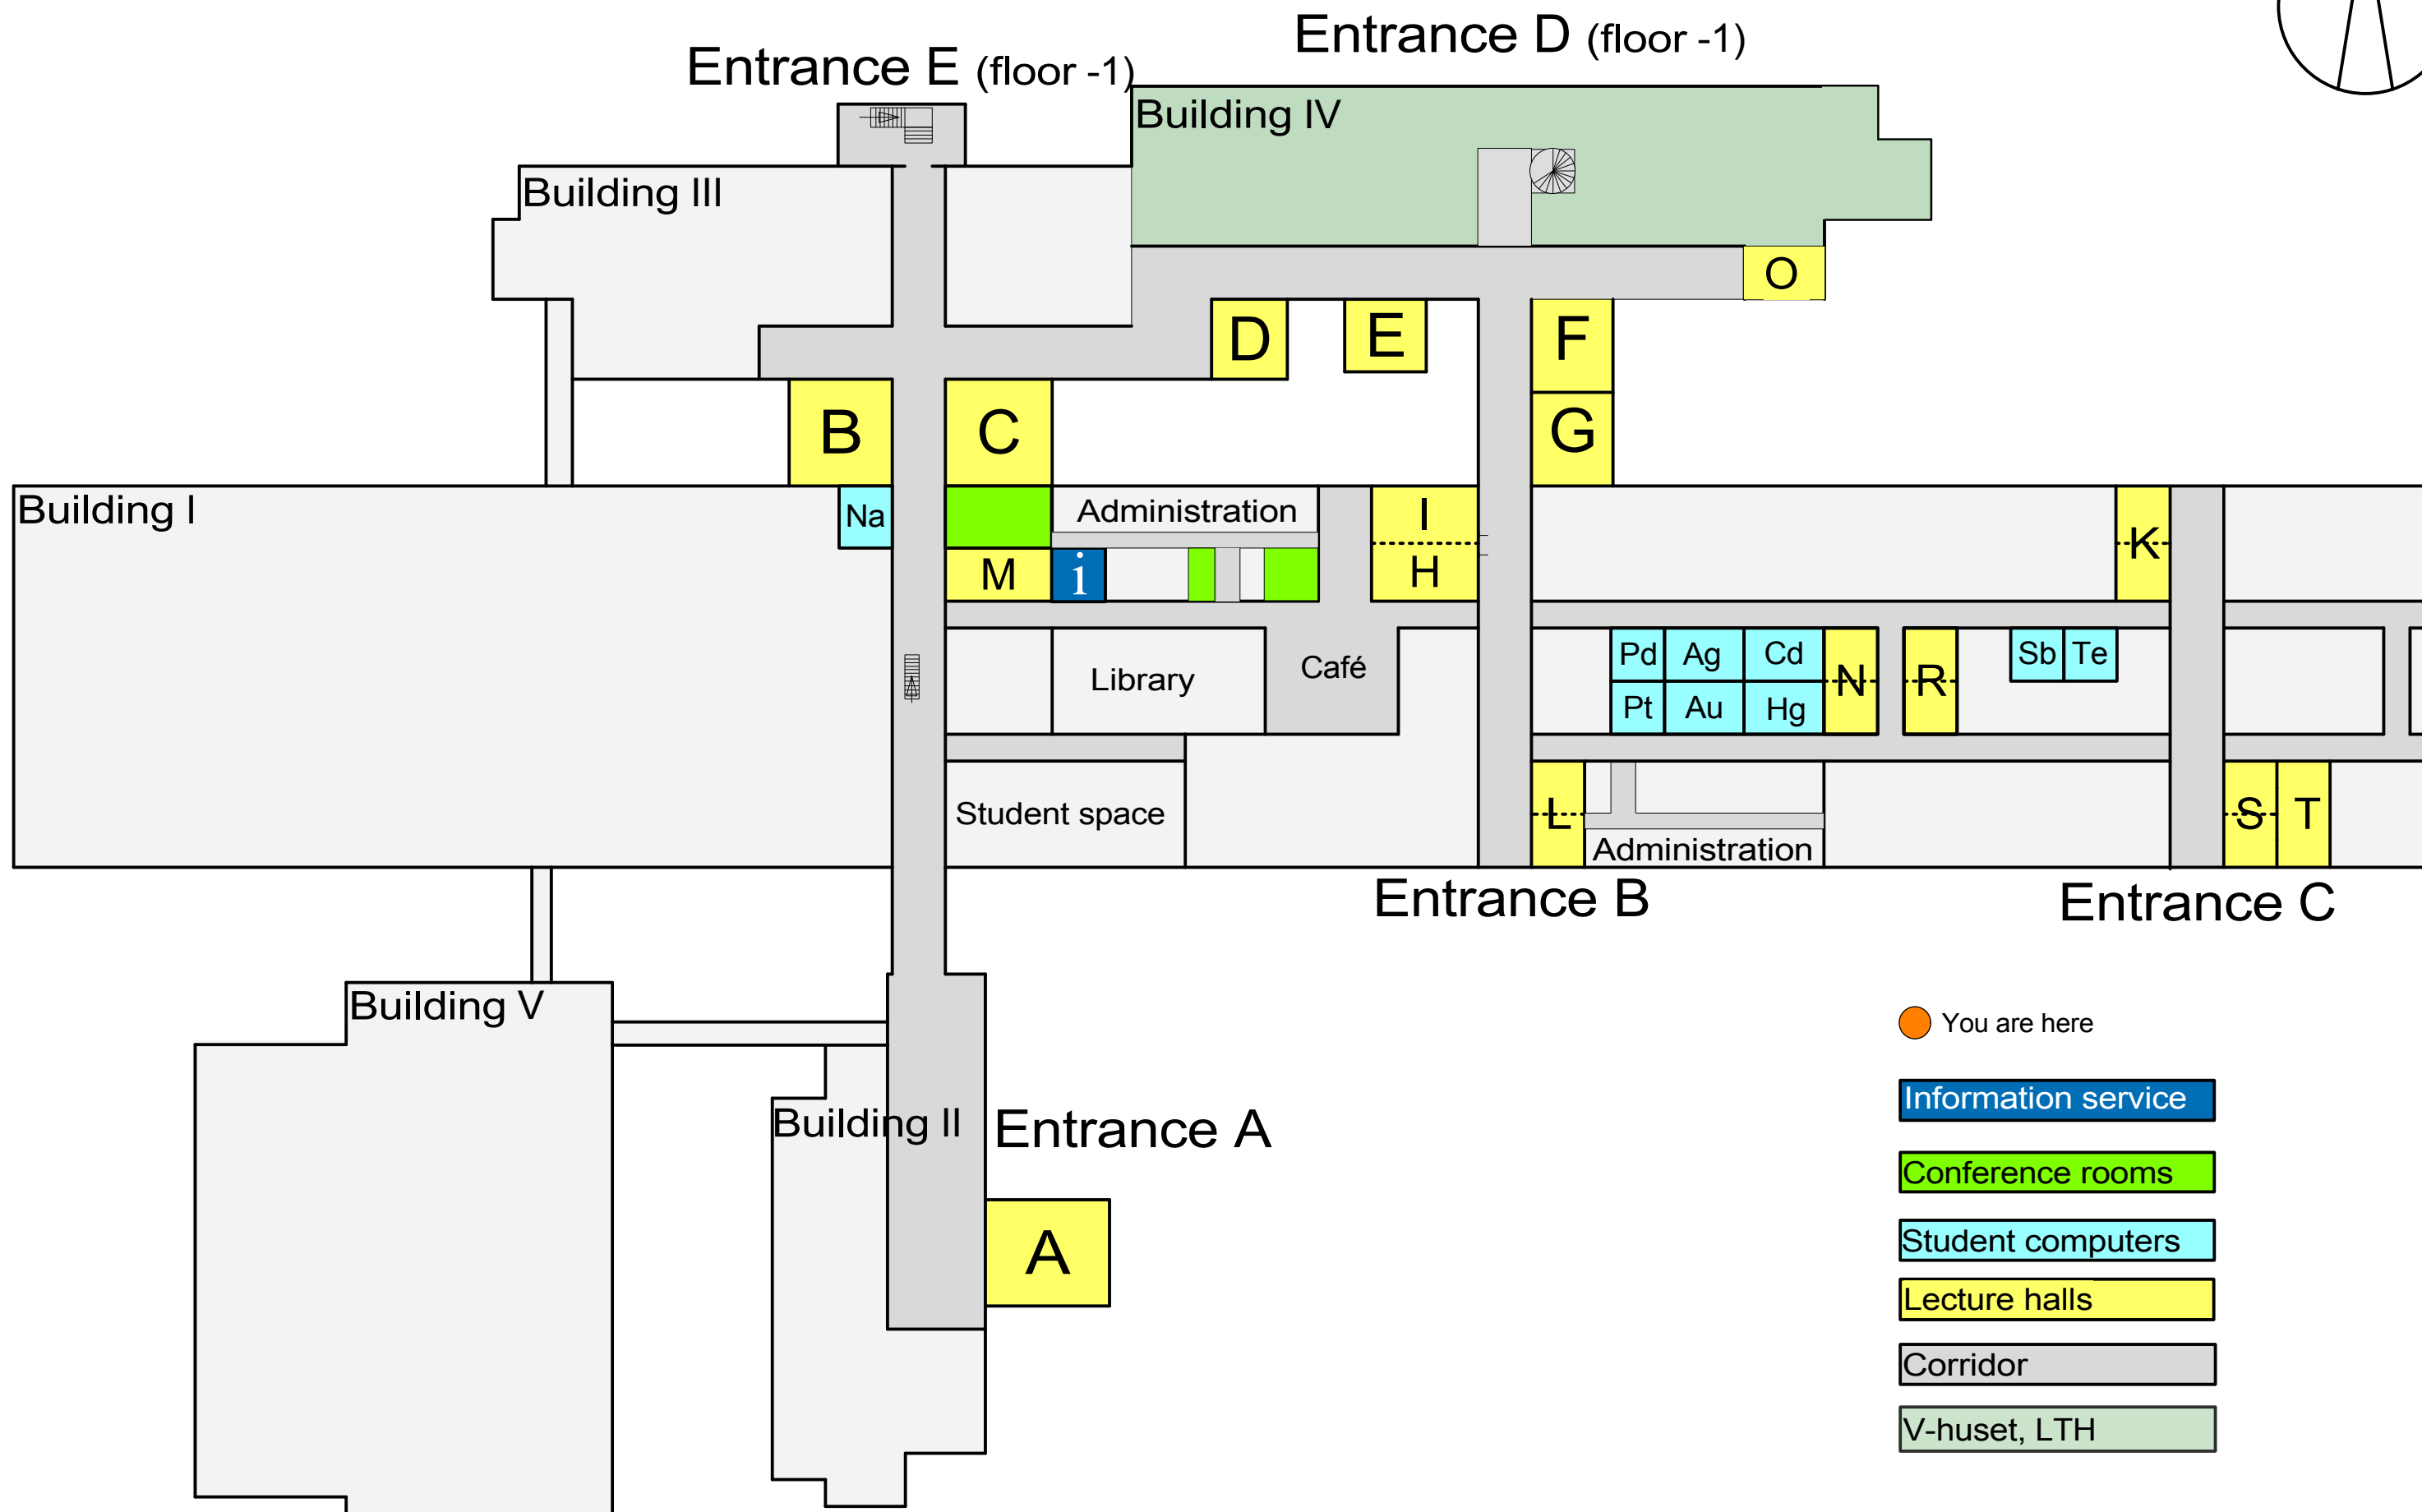 Entrance D (floor -1)
Entrance E (floor -1)
Building IV
Building III
O
D
E
F
B
C
G
Building I
Na
Administration
I
K
M
i
H
Library
Café
Pd
Ag
Cd
N
R
Sb
Te
Pt
Au
Hg
Student space
L
Administration
S
T
Entrance B
Entrance C
Building V
You are here
Information service
Building II
Entrance A
Conference rooms
Student computers
A
Lecture halls
Corridor
V-huset, LTH